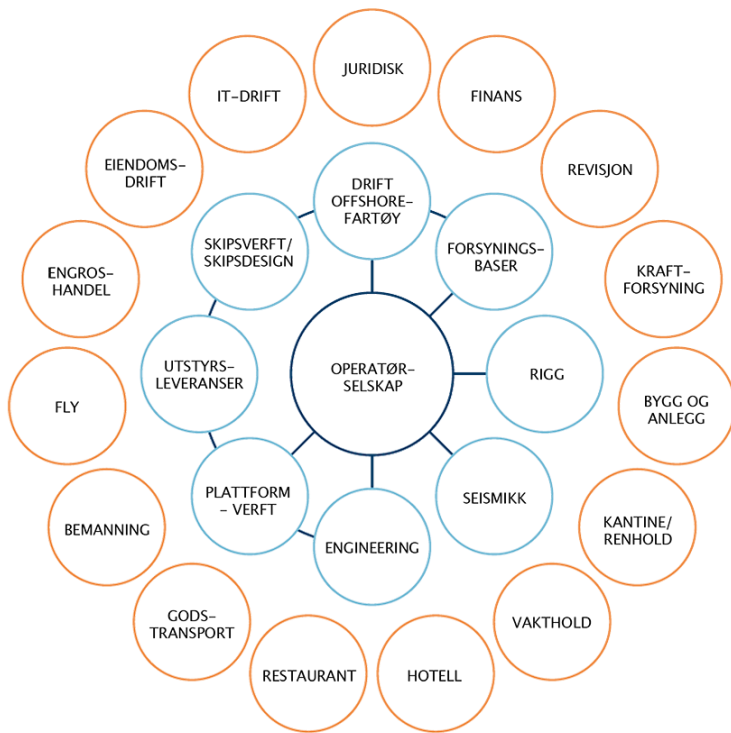 JURIDISK
IT-DRIFT
FINANS
EIENDOMS-
DRIFT
REVISJON
DRIFT
OFFSHORE-
FARTØY
SKIPSVERFT/
SKIPSDESIGN
FORSYNINGS-
BASER
ENGROS-
HANDEL
KRAFT-
FORSYNING
UTSTYRS-
LEVERANSER
OPERATØR-
SELSKAP
RIGG
FLY
BYGG OG
ANLEGG
PLATTFORM
- VERFT
SEISMIKK
BEMANNING
ENGINEERING
KANTINE/
RENHOLD
GODS-
TRANSPORT
VAKTHOLD
RESTAURANT
HOTELL